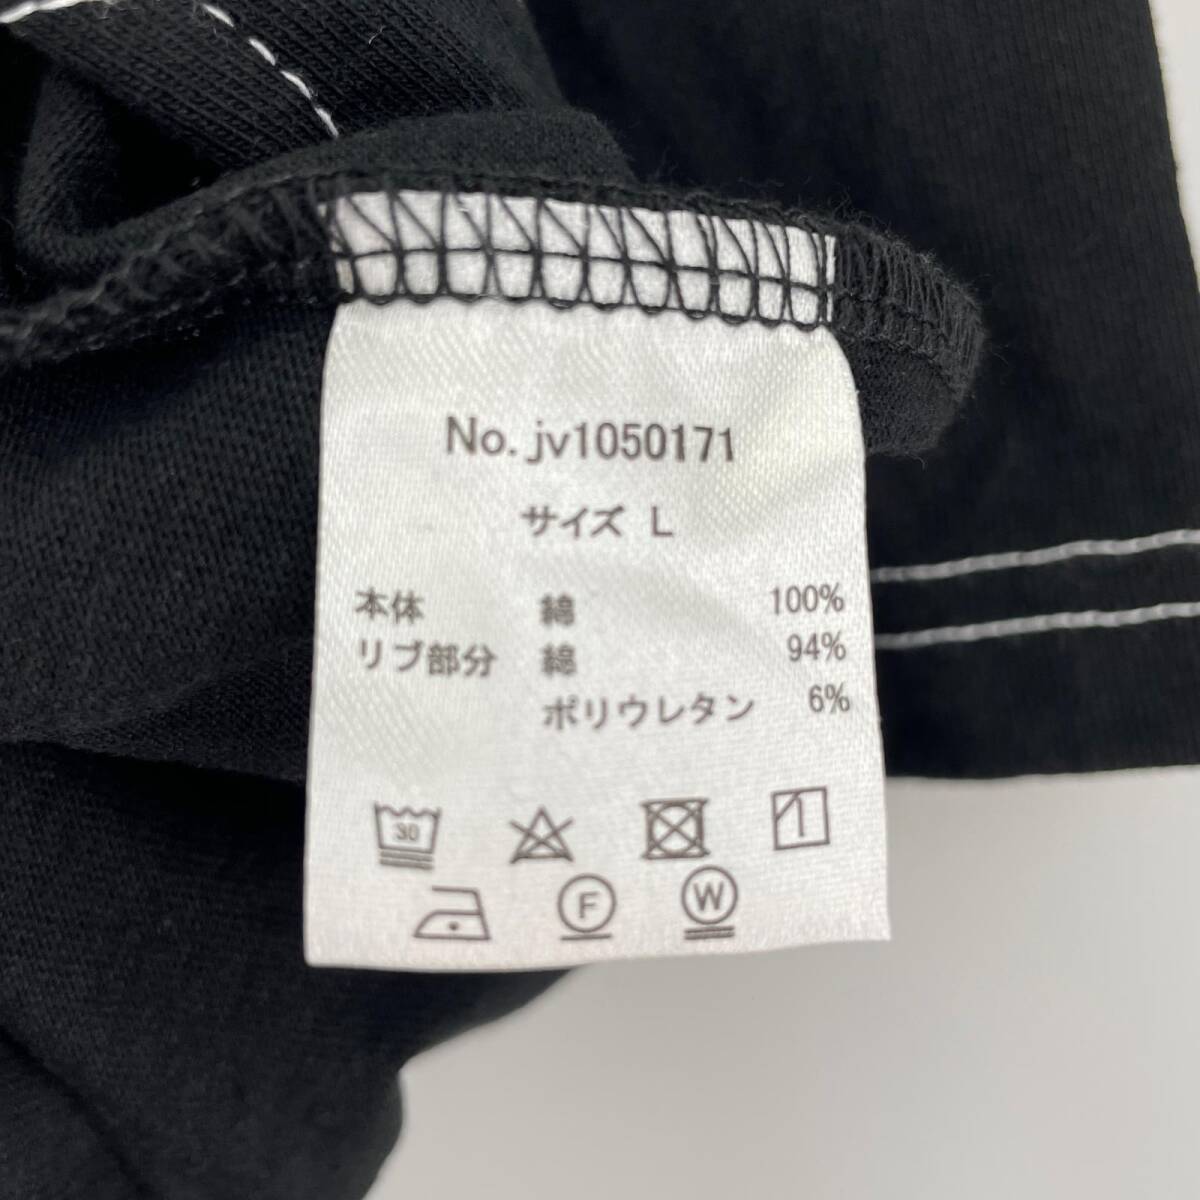 No. jv1050171
サイズ L
本体 綿 100%
リブ部分 綿 94%
ポリウレタン 6%
30
F W